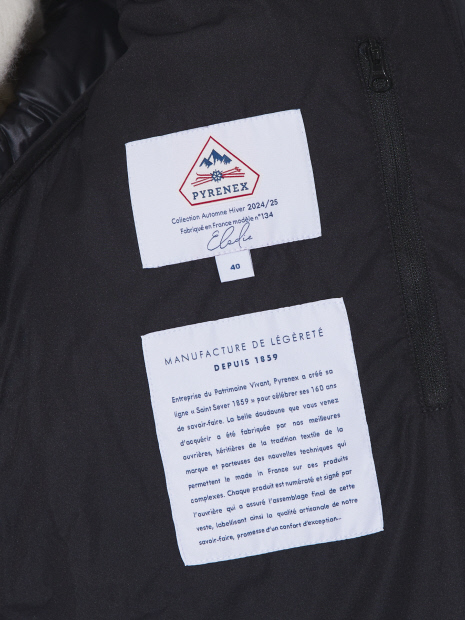 PYRENEX
Collection Automne Hiver 2024/25
Fabriqué en France modèle n°134
Elodie
40
MANUFACTURE DE LÉGÈRETÉ
DEPUIS 1859
Entreprise du Patrimoine Vivant, Pyrenex a créé sa
ligne « Saint Sever 1859 » pour célébrer ses 160 ans
de savoir-faire. La belle doudoune que vous venez
d'acquérir a été fabriquée par nos meilleures
ouvrières, héritières de la tradition textile de la
marque et porteuses des nouvelles techniques qui
permettent le made in France sur ces produits
complexes. Chaque produit est numéroté et signé par
l'ouvrière qui a assuré l'assemblage final de cette
veste, labellisant ainsi la qualité artisanale de notre
savoir-faire, promesse d'un confort d'exception...